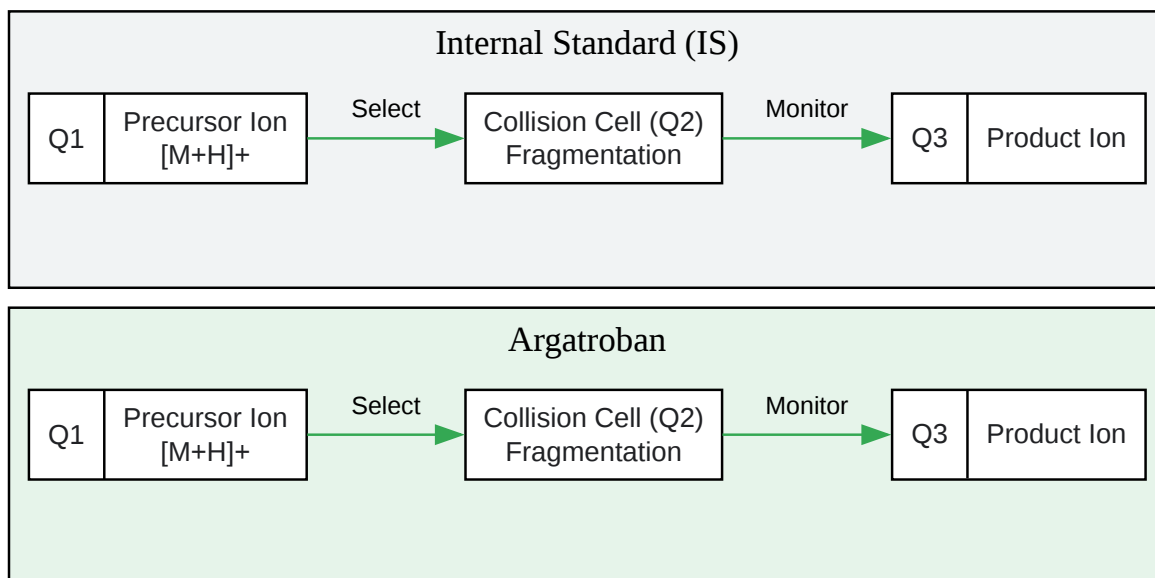 Internal Standard (IS)
Q1
Precursor Ion
[M+H]+
Select
Collision Cell (Q2)
Fragmentation
Monitor
Q3
Product Ion
Argatroban
Q1
Precursor Ion
[M+H]+
Select
Collision Cell (Q2)
Fragmentation
Monitor
Q3
Product Ion